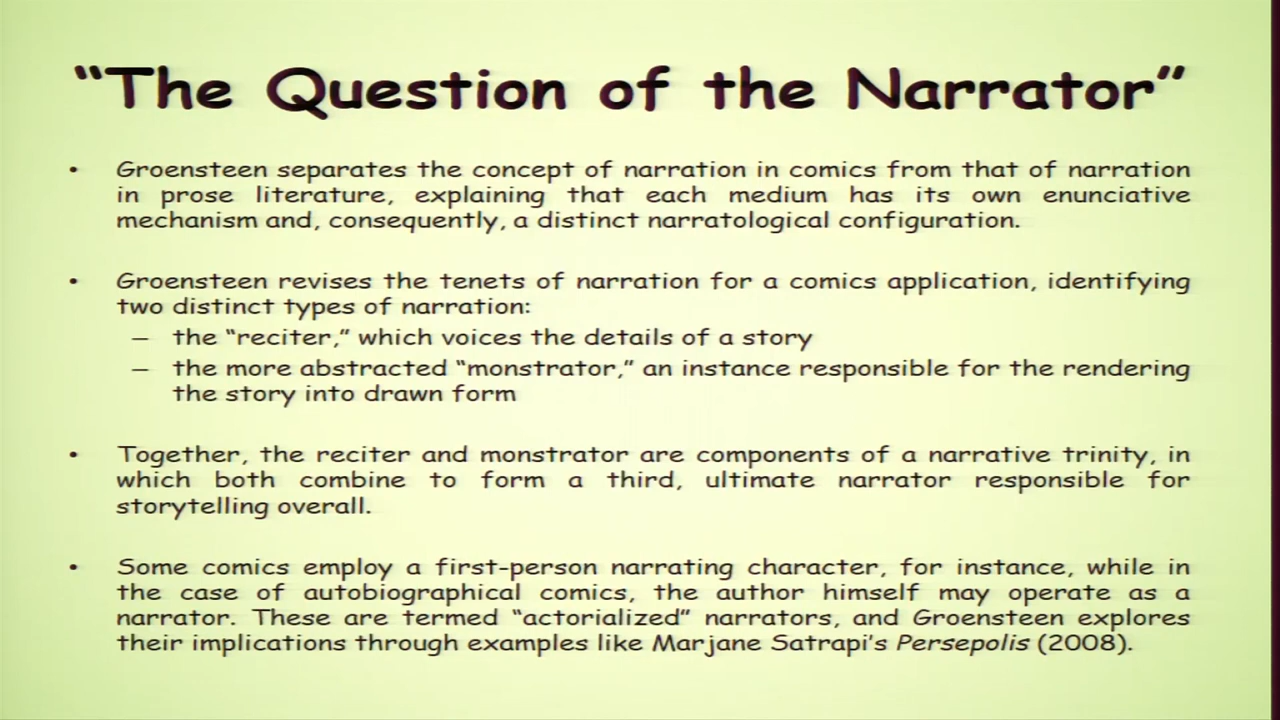 “The Question of the Narrator”
• Groensteen separates the concept of narration in comics from that of narration
in prose literature, explaining that each medium has its own enunciative
mechanism and, consequently, a distinct narratological configuration.
• Groensteen revises the tenets of narration for a comics application, identifying
two distinct types of narration:
– the “reciter,” which voices the details of a story
– the more abstracted “monstrator,” an instance responsible for the rendering
the story into drawn form
• Together, the reciter and monstrator are components of a narrative trinity, in
which both combine to form a third, ultimate narrator responsible for
storytelling overall.
• Some comics employ a first-person narrating character, for instance, while in
the case of autobiographical comics, the author himself may operate as a
narrator. These are termed “actorialized” narrators, and Groensteen explores
their implications through examples like Marjane Satrapi’s Persepolis (2008).